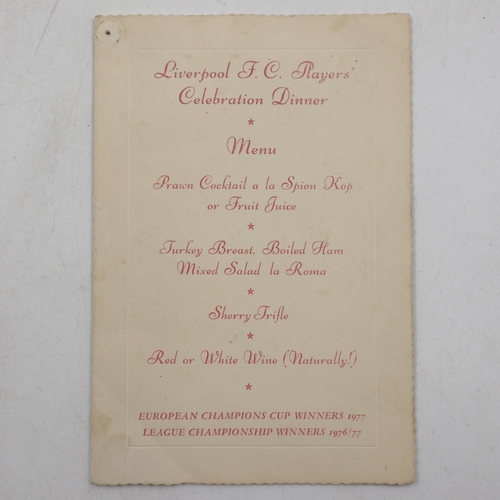 Liverpool F. C. Players'
Celebration Dinner
★
Menu
Prawn Cocktail a la Spion Kop
or Fruit Juice
★
Turkey Breast, Boiled Ham
Mixed Salad la Roma
★
Sherry Trifle
★
Red or White Wine (Naturally!)
★
EUROPEAN CHAMPIONS CUP WINNERS 1977
LEAGUE CHAMPIONSHIP WINNERS 1976/77